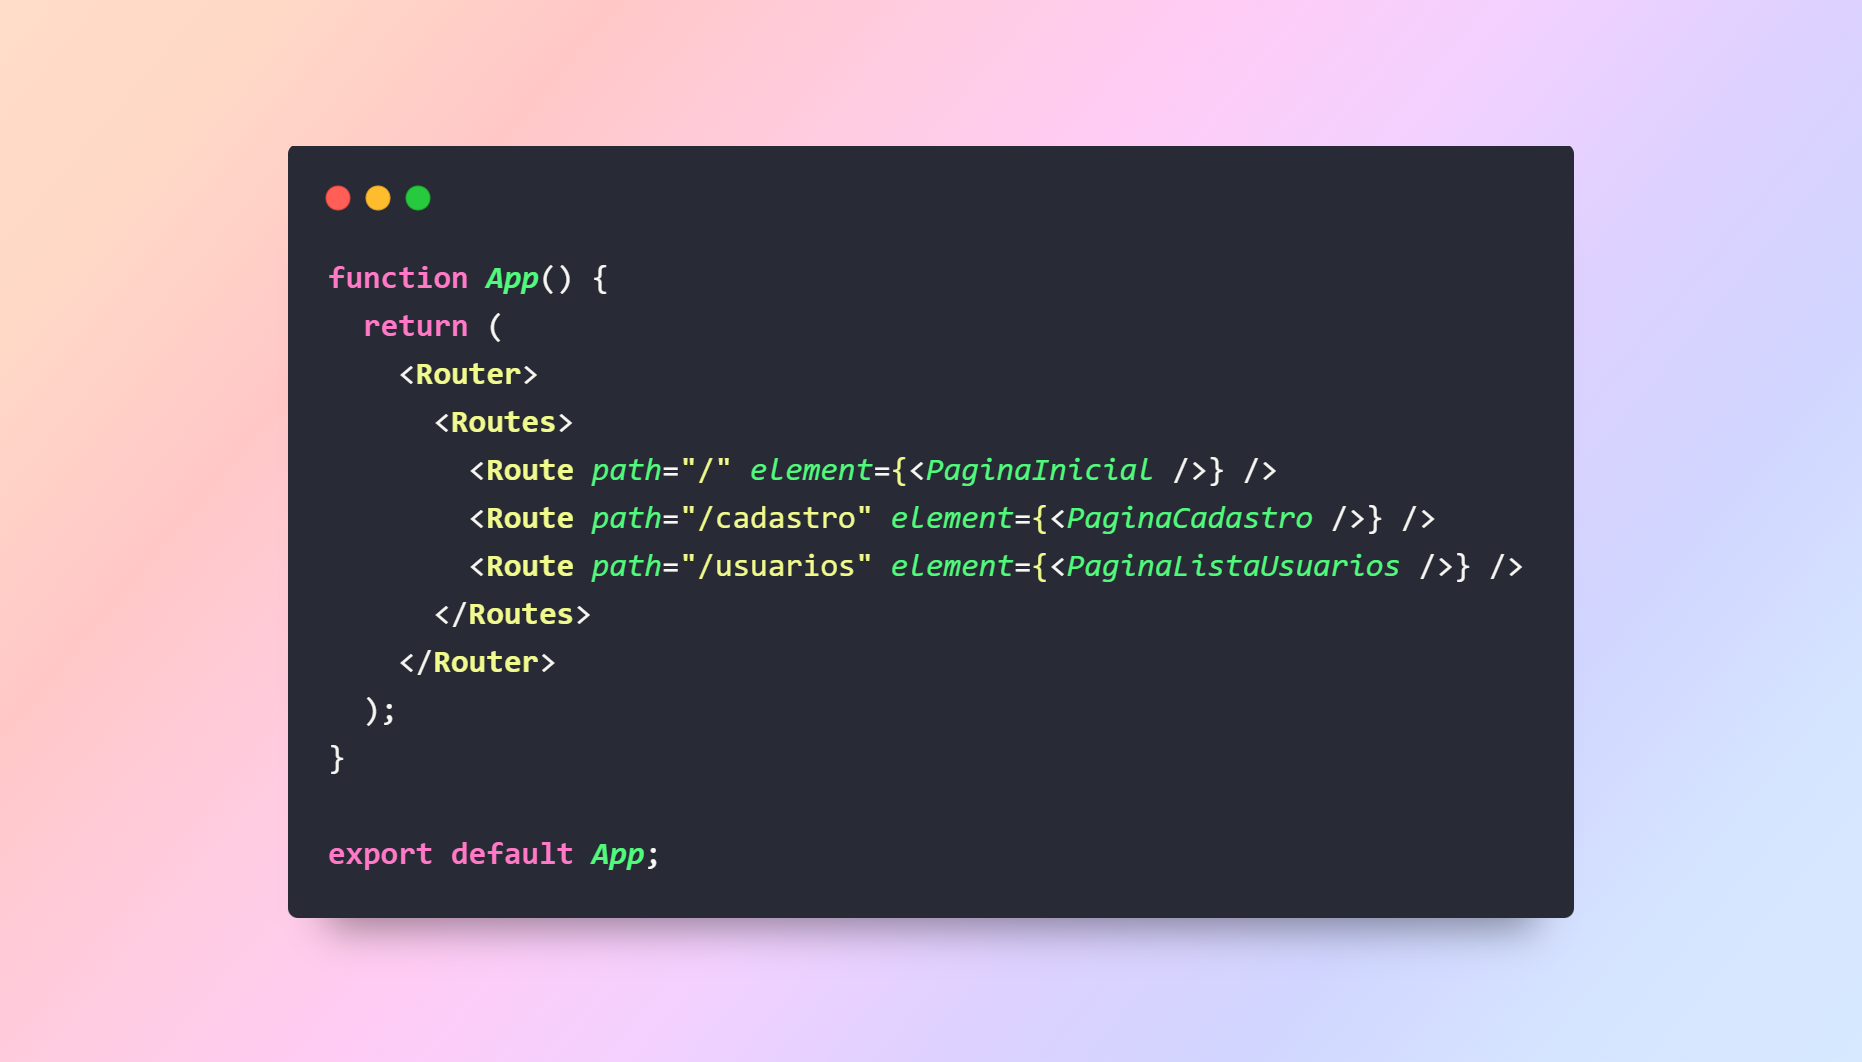 function App() {
  return (
    <Router>
      <Routes>
        <Route path="/" element={<PaginaInicial />} />
        <Route path="/cadastro" element={<PaginaCadastro />} />
        <Route path="/usuarios" element={<PaginaListaUsuarios />} />
      </Routes>
    </Router>
  );
}

export default App;